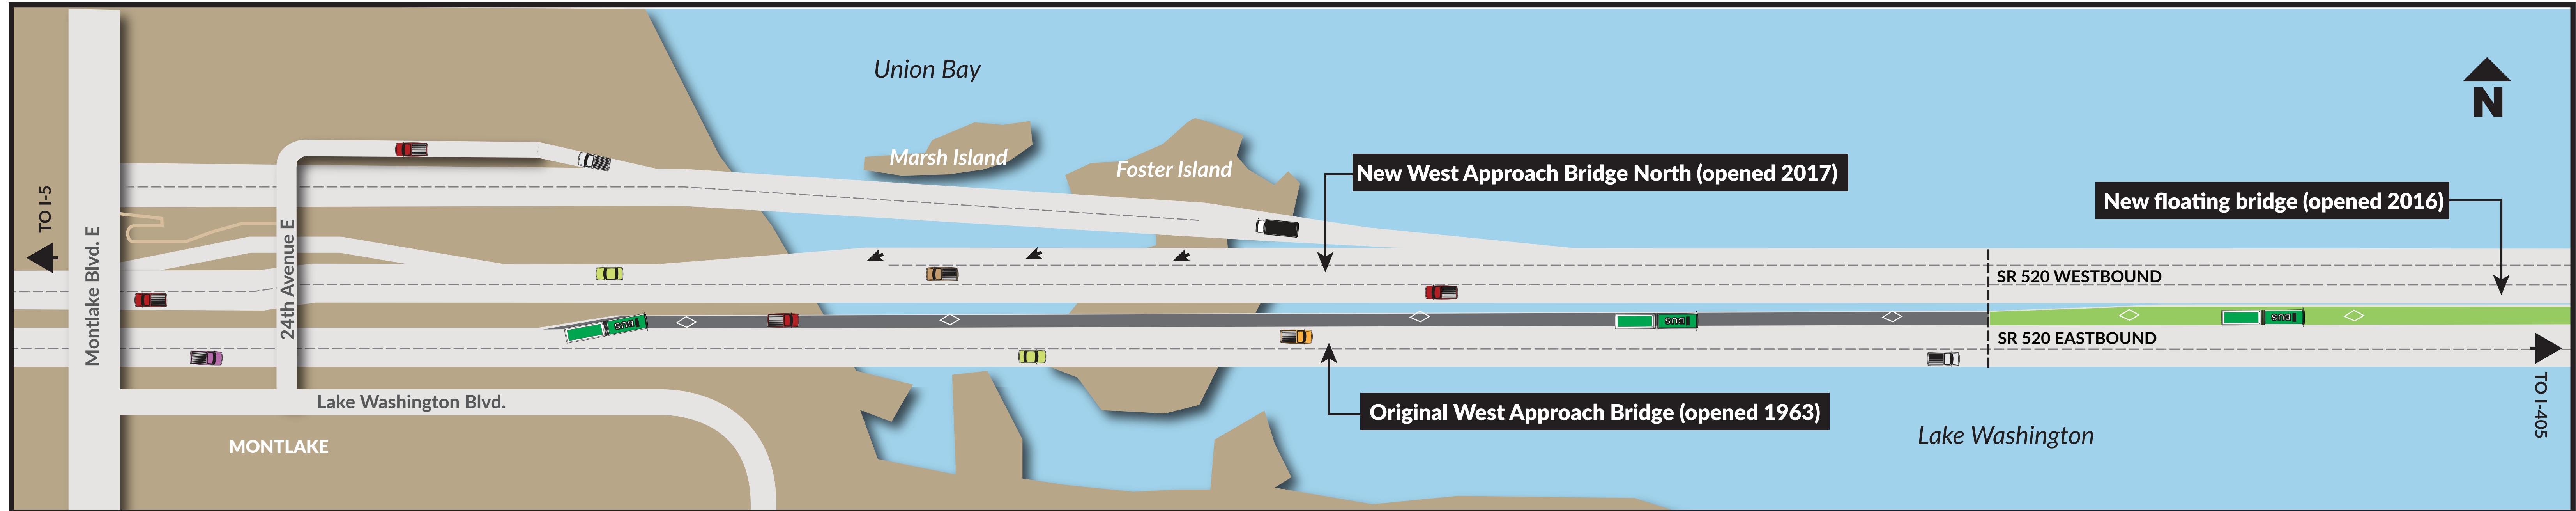 Union Bay
N
Marsh Island
Foster Island
New West Approach Bridge North (opened 2017)
New floating bridge (opened 2016)
TO I-5
Montlake Blvd. E
24th Avenue E
SR 520 WESTBOUND
BUS
BUS
BUS
SR 520 EASTBOUND
TO I-405
Lake Washington Blvd.
Original West Approach Bridge (opened 1963)
MONTLAKE
Lake Washington